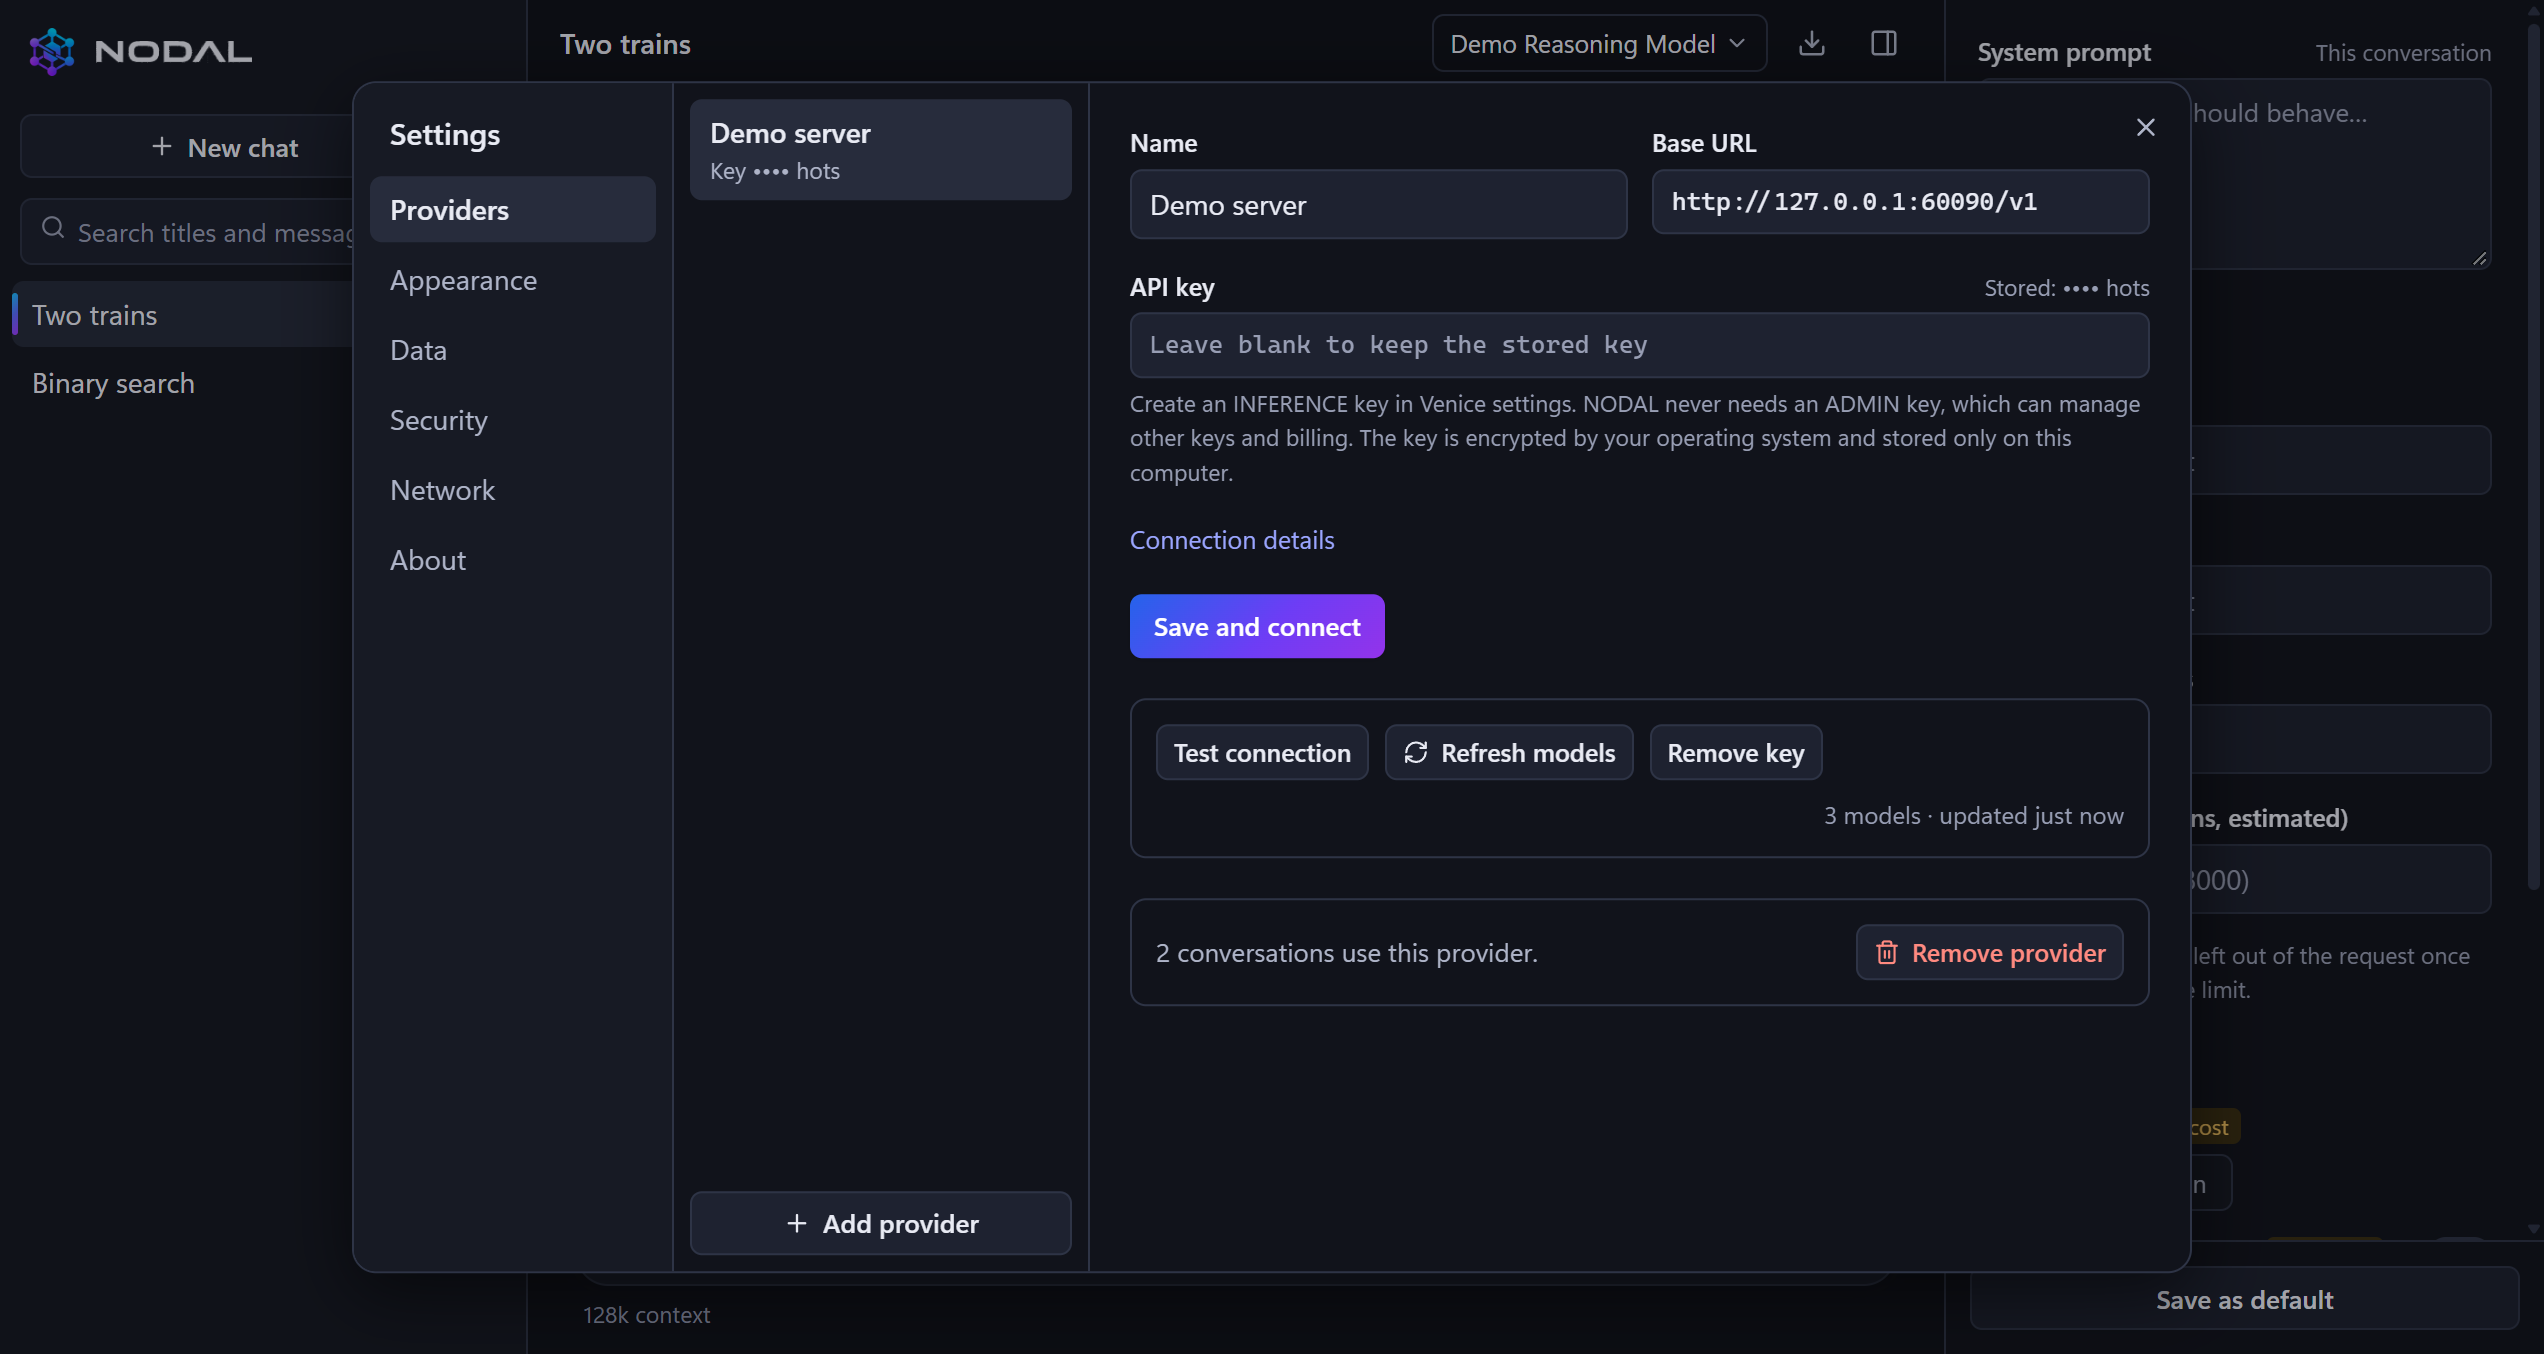 NODAL
New chat
Search titles and messag
Two trains
Binary search
Two trains
Demo Reasoning Model
System prompt
This conversation
hould behave...
Settings
Providers
Appearance
Data
Security
Network
About
Demo server
Key •••• hots
Add provider
Name
Demo server
Base URL
http://127.0.0.1:60090/v1
API key
Stored: •••• hots
Leave blank to keep the stored key
Create an INFERENCE key in Venice settings. NODAL never needs an ADMIN key, which can manage
other keys and billing. The key is encrypted by your operating system and stored only on this
computer.
Connection details
Save and connect
Test connection
Refresh models
Remove key
3 models · updated just now
2 conversations use this provider.
Remove provider
ns, estimated)
3000)
left out of the request once
limit.
cost
n
128k context
Save as default